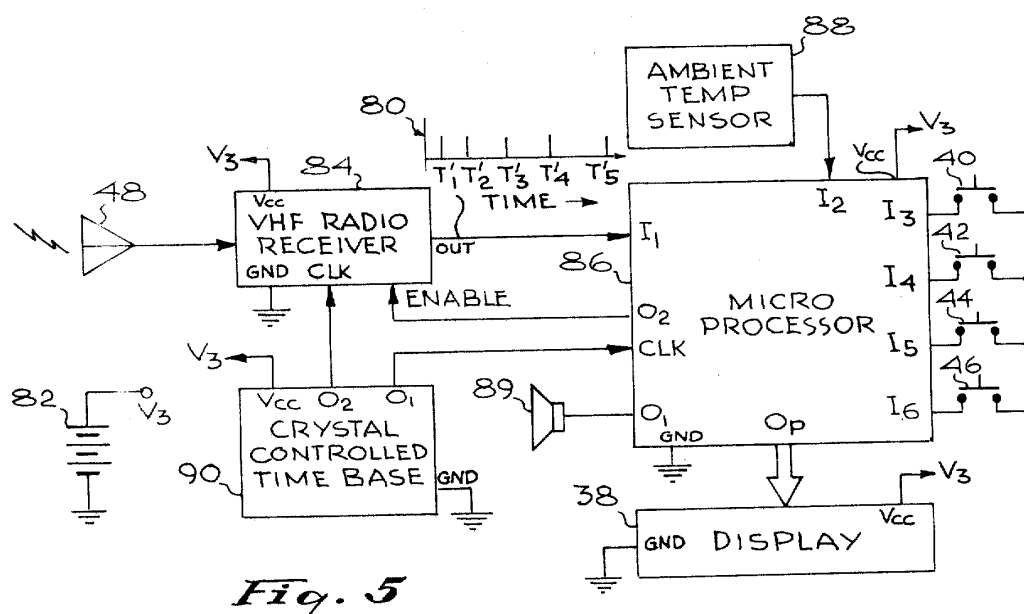 88
AMBIENT
TEMP
SENSOR
80
T'1 T'2 T'3 T'4 T'5
TIME
V3
84
Vcc
VHF RADIO
RECEIVER
GND CLK
OUT
48
ENABLE
V3
Vcc
I2
I1
I3
40
86
I4
42
MICRO
PROCESSOR
O2
CLK
I5
44
I6
46
O1
GND
OP
89
V3
Vcc O2 O1
CRYSTAL
CONTROLLED
TIME BASE
GND
90
82
V3
38
V3
Vcc
GND DISPLAY
Fig. 5